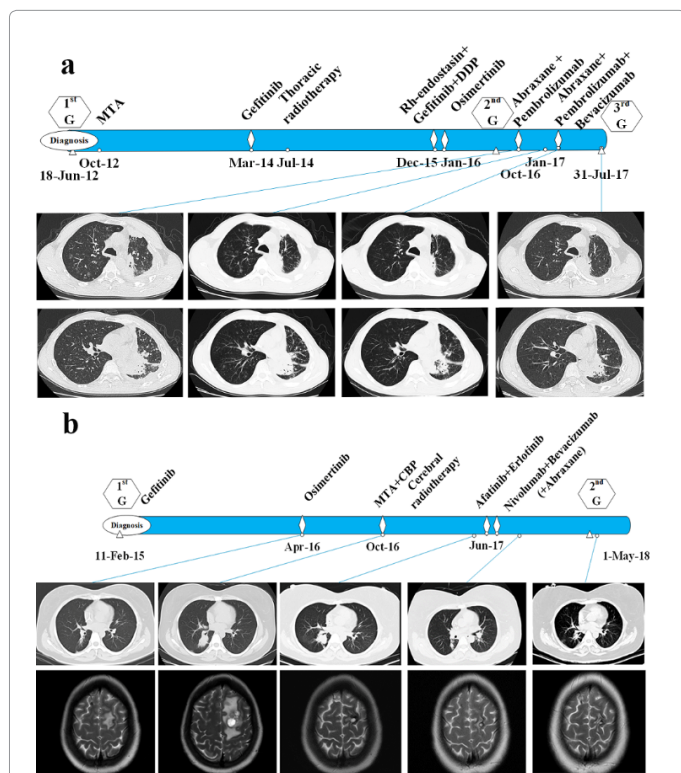 a
1st
G
MTA
Gefitinib
Thoracic
radiotherapy
Rh-endostasin+
Gefitinib+DDP
Osimertinib
2nd
G
Abraxane +
Pembrolizumab
Abraxane+
Pembrolizumab+
Bevacizumab
3rd
G
Diagnosis
18-Jun-12
Oct-12
Mar-14
Jul-14
Dec-15
Jan-16
Oct-16
Jan-17
31-Jul-17
b
1st
G
Gefitinib
Osimertinib
MTA+CBP
Cerebral
radiotherapy
Afatinib+Erlotinib
Nivolumab+Bevacizumab
(+Abraxane)
2nd
G
Diagnosis
11-Feb-15
Apr-16
Oct-16
Jun-17
1-May-18